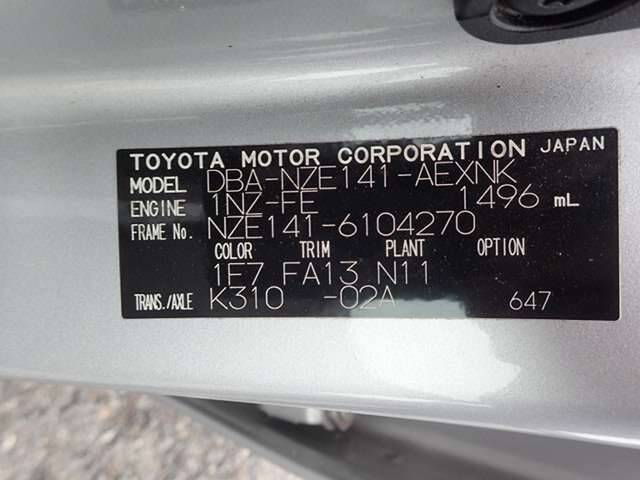 TOYOTA MOTOR CORPORATION JAPAN
MODEL DBA-NZE141-AEXNK
ENGINE 1NZ-FE 1496 mL
FRAME No. NZE141-6104270
COLOR TRIM PLANT OPTION
1E7 FA13 N11
TRANS./AXLE K310 -02A 647